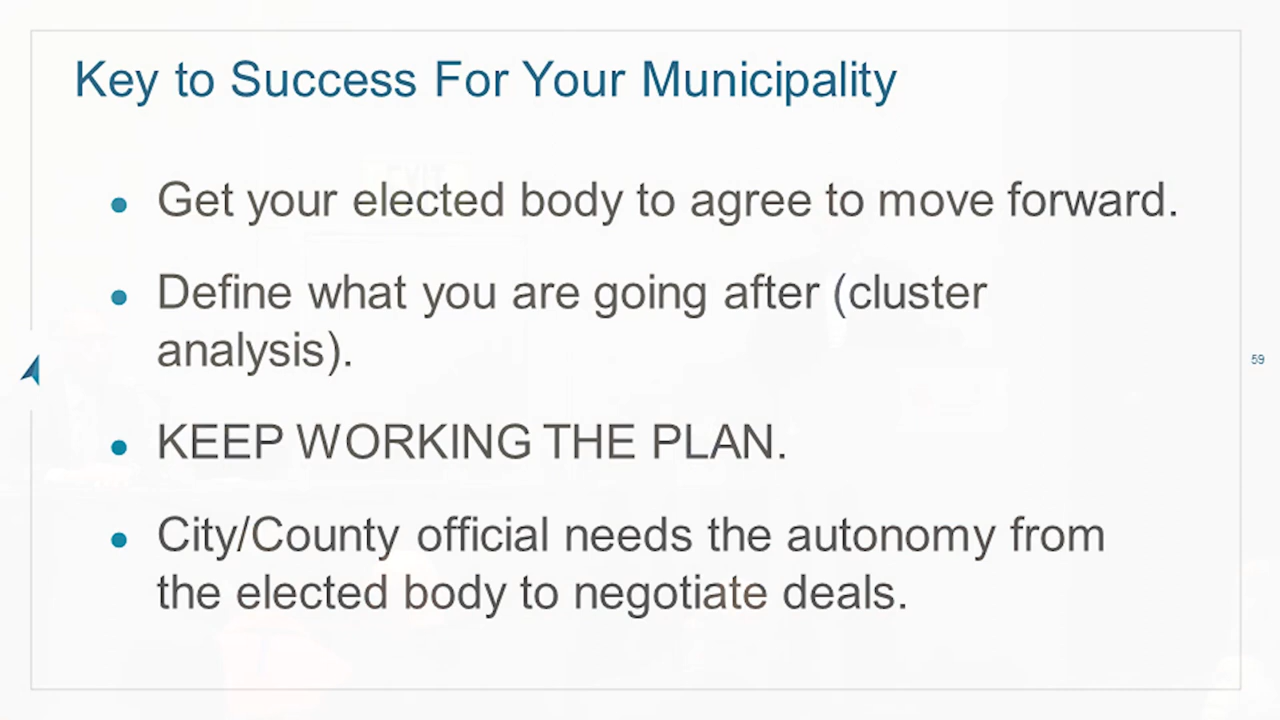 Key to Success For Your Municipality
• Get your elected body to agree to move forward.
• Define what you are going after (cluster
analysis).
• KEEP WORKING THE PLAN.
• City/County official needs the autonomy from
the elected body to negotiate deals.
59